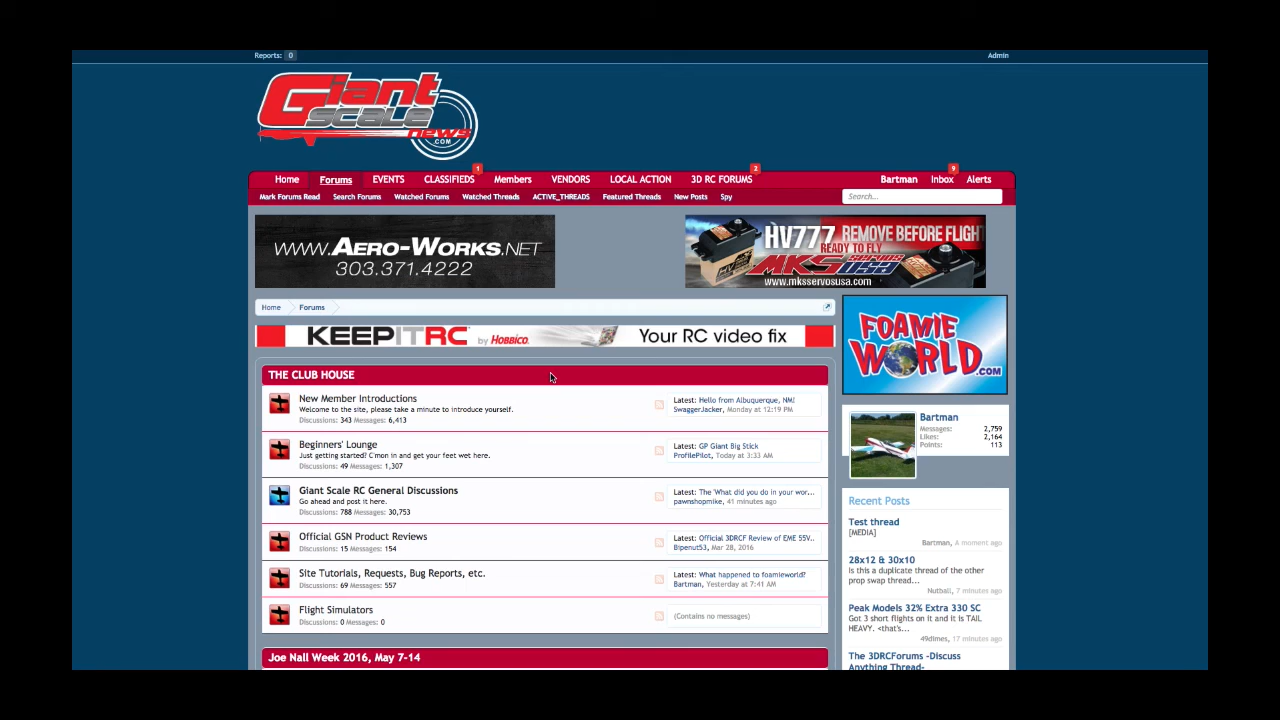 Reports: 0
Admin
Giant
scale
news
.COM
1
2
9
Home
Forums
EVENTS
CLASSIFIEDS
Members
VENDORS
LOCAL ACTION
3D RC FORUMS
Bartman
Inbox
Alerts
Mark Forums Read
Search Forums
Watched Forums
Watched Threads
ACTIVE_THREADS
Featured Threads
New Posts
Spy
Search...
WWW.AERO-WORKS.NET
303.371.4222
HV777 REMOVE BEFORE FLIGHT
READY TO FLY
MKS SERVOS USA
www.mksservosusa.com
Home
Forums
KEEPITRC by HOBBICO.
Your RC video fix
FOAMIE
WORLD.COM
THE CLUB HOUSE
New Member Introductions
Welcome to the site, please take a minute to introduce yourself.
Discussions: 343 Messages: 6,413
Latest: Hello from Albuquerque, NM!
SwaggerJacker, Monday at 12:19 PM
Beginners' Lounge
Just getting started? C'mon in and get your feet wet here.
Discussions: 49 Messages: 1,307
Latest: GP Giant Big Stick
ProfilePilot, Today at 3:33 AM
Giant Scale RC General Discussions
Go ahead and post it here.
Discussions: 788 Messages: 30,753
Latest: The 'What did you do in your wor...
pawnshopmike, 41 minutes ago
Official GSN Product Reviews
Discussions: 15 Messages: 154
Latest: Official 3DRCF Review of EME 55V..
Bipenut53, Mar 28, 2016
Site Tutorials, Requests, Bug Reports, etc.
Discussions: 69 Messages: 557
Latest: What happened to foamieworld?
Bartman, Yesterday at 7:41 AM
Flight Simulators
Discussions: 0 Messages: 0
(Contains no messages)
Joe Nall Week 2016, May 7-14
Bartman
Messages: 2,759
Likes: 2,164
Points: 113
Recent Posts
Test thread
[MEDIA]
Bartman, A moment ago
28x12 & 30x10
Is this a duplicate thread of the other
prop swap thread...
Nutball, 7 minutes ago
Peak Models 32% Extra 330 SC
Got 3 short flights on it and it is TAIL
HEAVY. <that's...
49dimes, 17 minutes ago
The 3DRCForums -Discuss
Anything Thread-